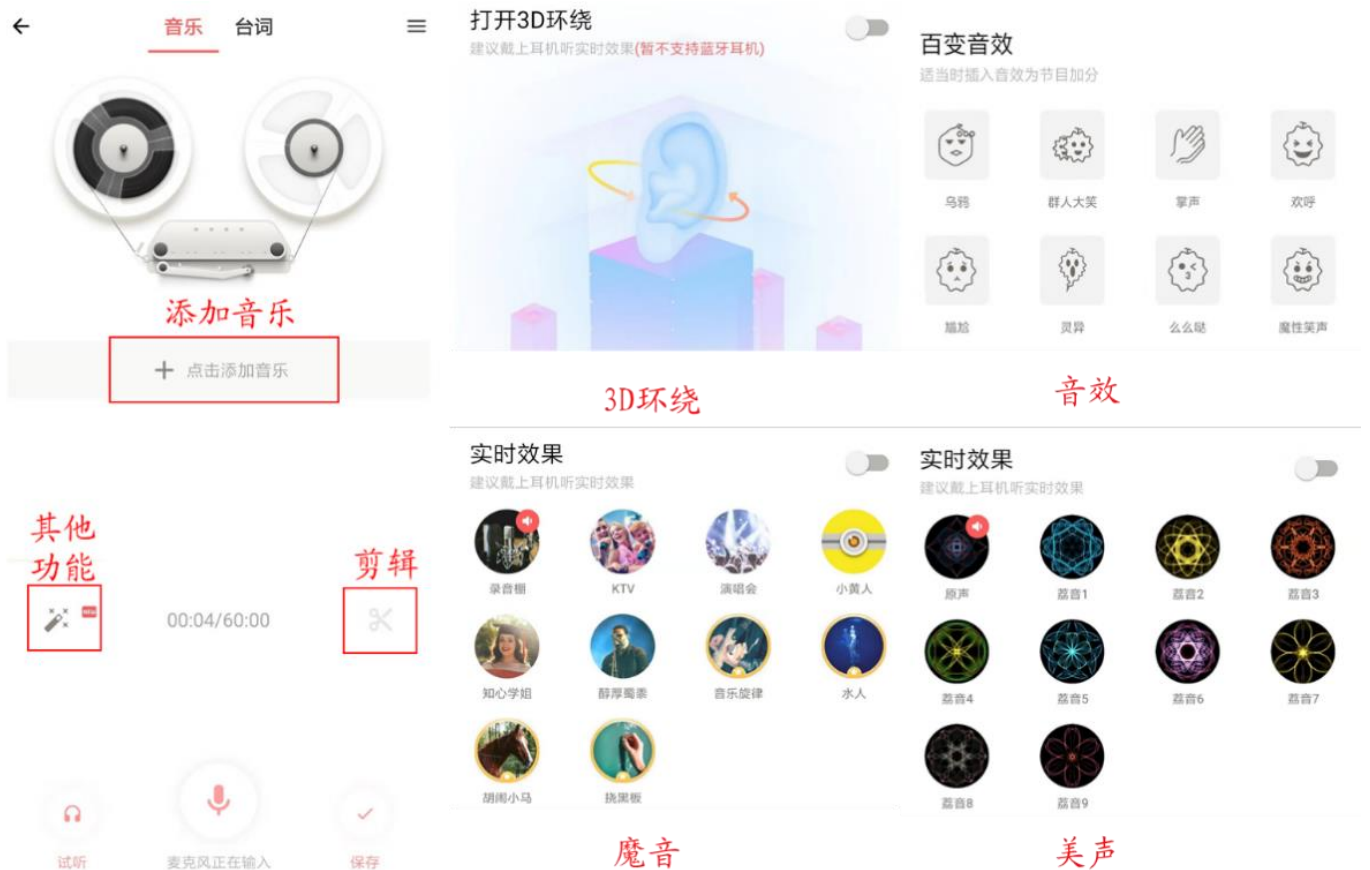 音乐 台词
添加音乐
点击添加音乐
其他
功能
NEW
00:04/60:00
剪辑
试听
麦克风正在输入
保存
打开3D环绕
建议戴上耳机听实时效果(暂不支持蓝牙耳机)
3D环绕
百变音效
适当时插入音效为节目加分
乌鸦 群人大笑 掌声 欢呼
尴尬 灵异 么么哒 魔性笑声
音效
实时效果
建议戴上耳机听实时效果
录音棚 KTV 演唱会 小黄人
知心学姐 醇厚蜀黍 音乐旋律 水人
胡闹小马 挠黑板
魔音
实时效果
建议戴上耳机听实时效果
原声 荔音1 荔音2 荔音3
荔音4 荔音5 荔音6 荔音7
荔音8 荔音9
美声